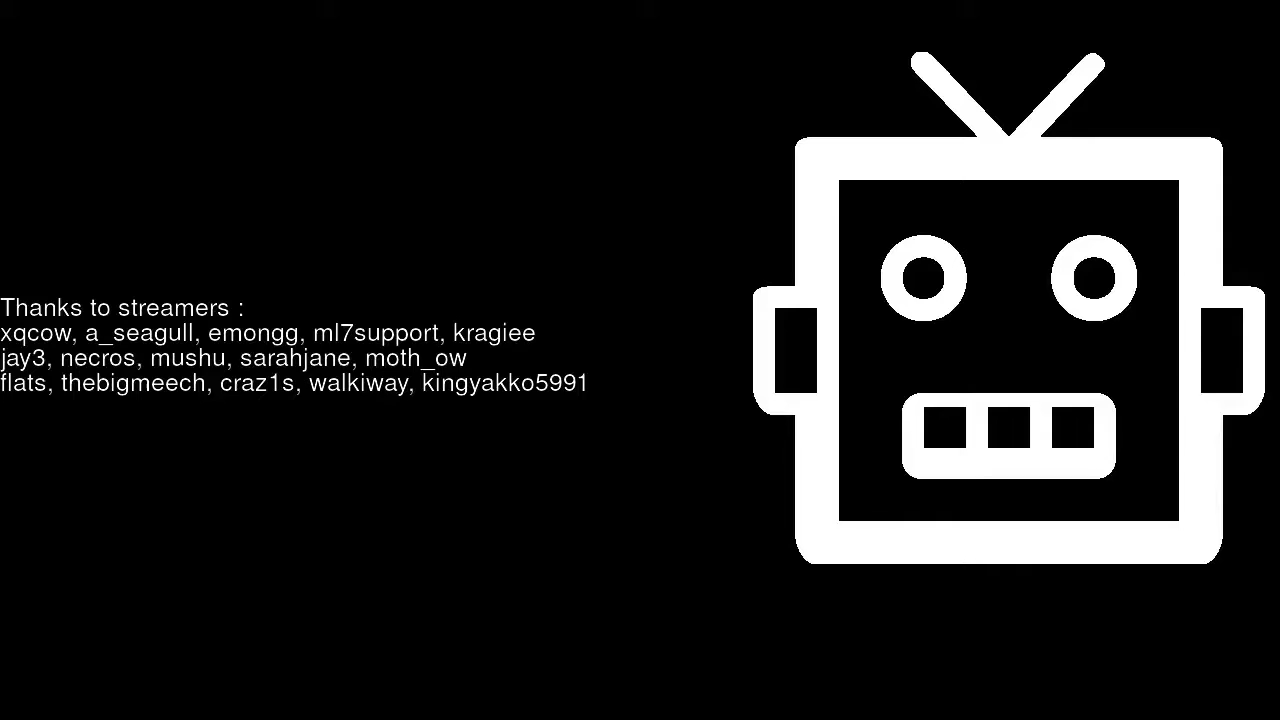 Thanks to streamers :
xqcow, a_seagull, emongg, ml7support, kragiee
jay3, necros, mushu, sarahjane, moth_ow
flats, thebigmeech, craz1s, walkiway, kingyakko5991